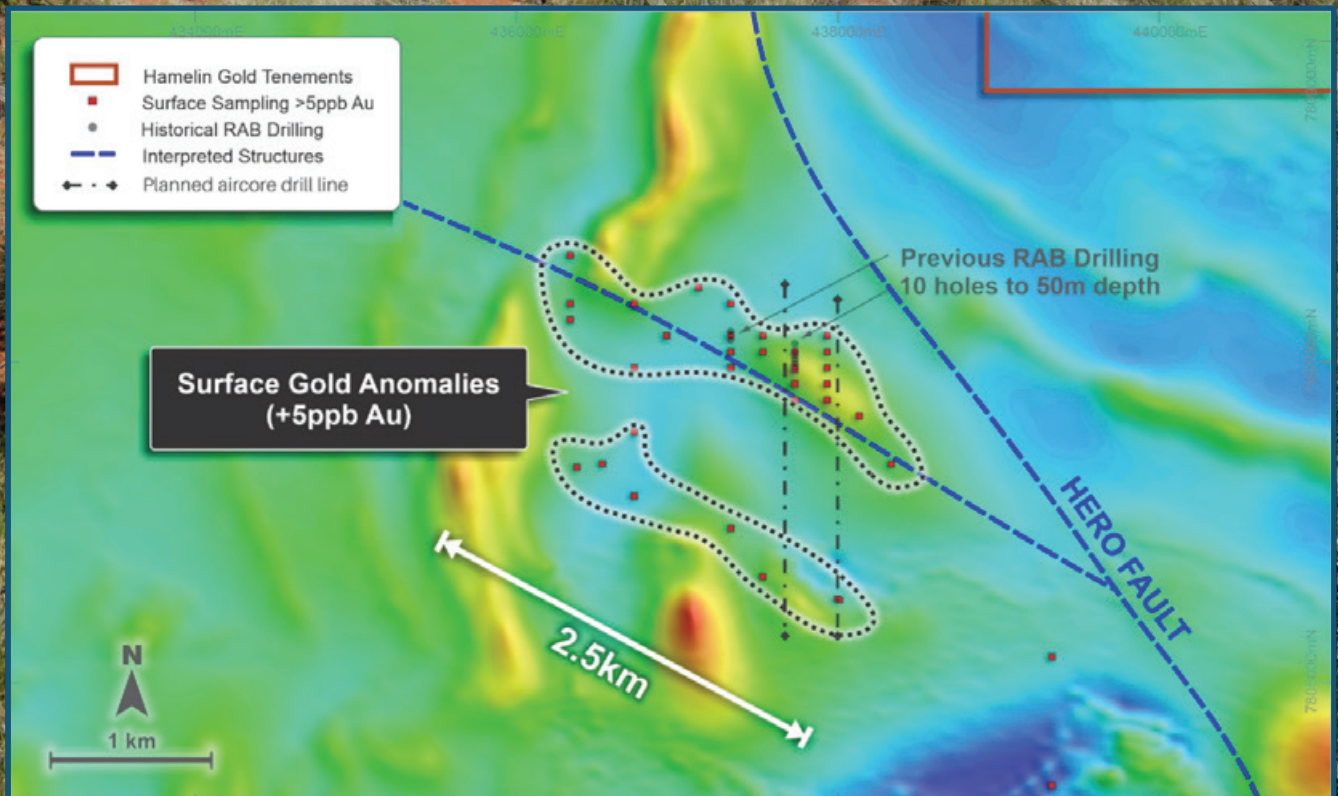 434000mE
436000mE
438000mE
440000mE
Hamelin Gold Tenements
Surface Sampling >5ppb Au
Historical RAB Drilling
Interpreted Structures
Planned aircore drill line
Previous RAB Drilling
10 holes to 50m depth
Surface Gold Anomalies
(+5ppb Au)
HERO FAULT
2.5km
N
1 km